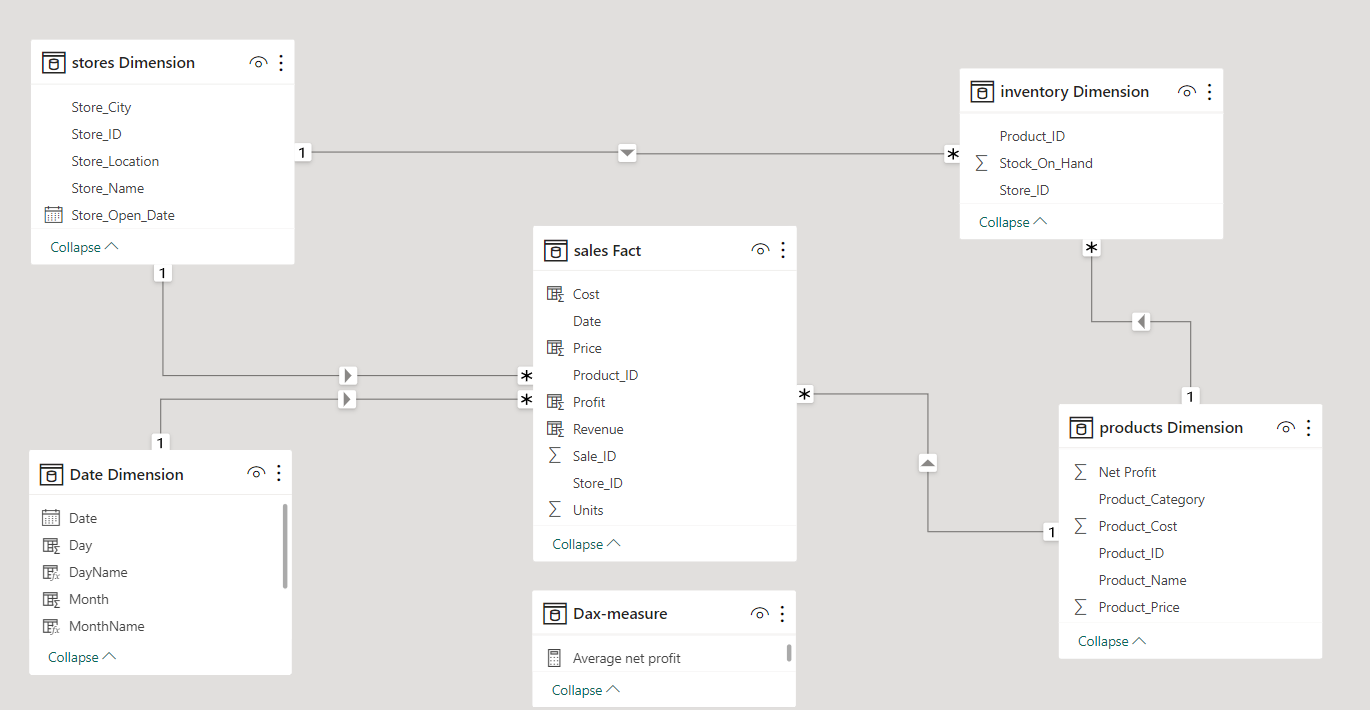 stores Dimension
Store_City
Store_ID
Store_Location
Store_Name
Store_Open_Date
Collapse
1
1
*
inventory Dimension
Product_ID
Σ Stock_On_Hand
Store_ID
Collapse
*
sales Fact
Cost
Date
Price
Product_ID
Profit
Revenue
Σ Sale_ID
Store_ID
Σ Units
Collapse
*
*
*
1
Date Dimension
Date
Day
DayName
Month
MonthName
Collapse
1
1
products Dimension
Σ Net Profit
Product_Category
Σ Product_Cost
Product_ID
Product_Name
Σ Product_Price
Collapse
Dax-measure
Average net profit
Collapse